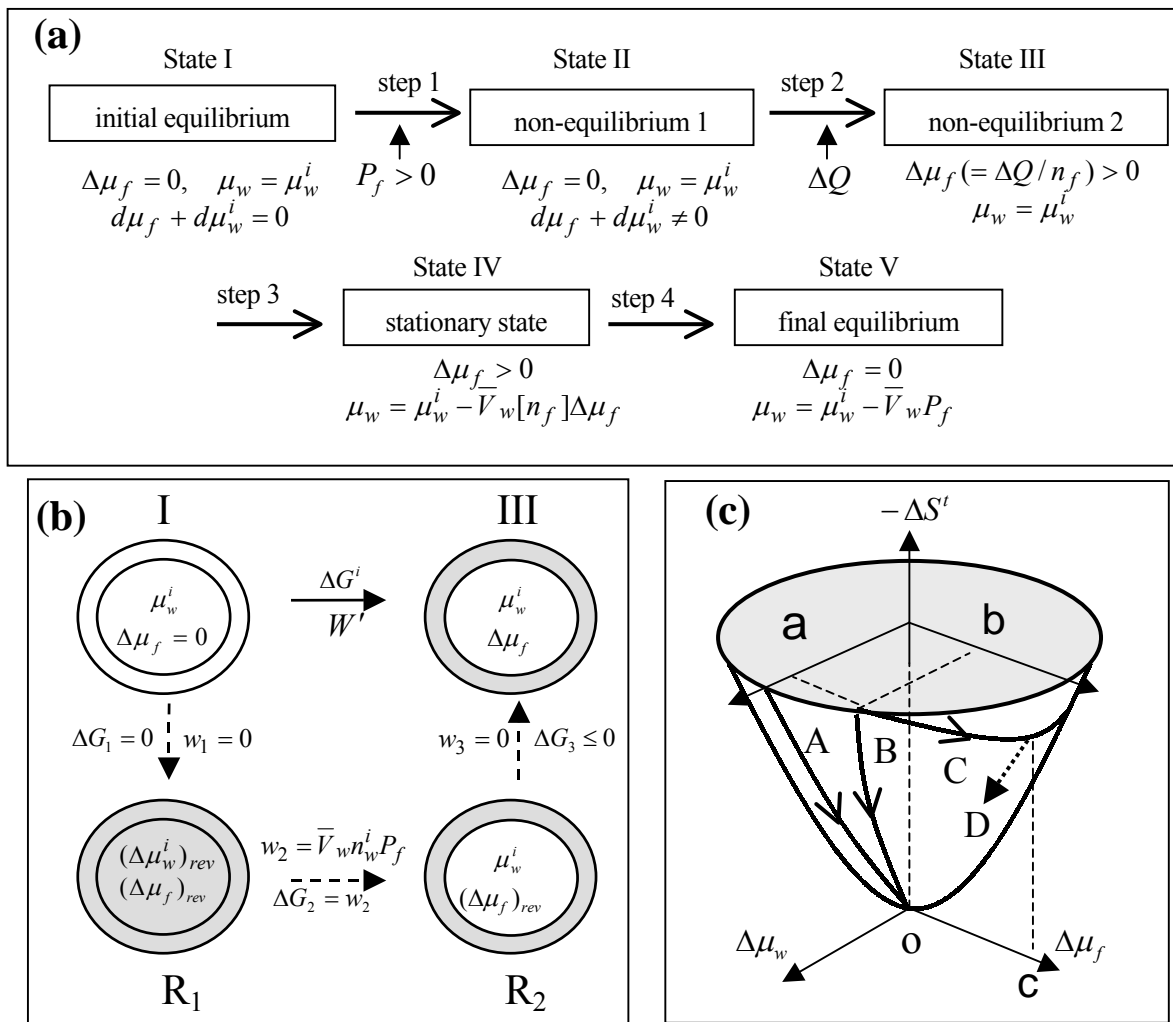 (a)
State I State II State III
step 1 step 2
initial equilibrium non-equilibrium 1 non-equilibrium 2
Δμ_f = 0, μ_w = μ_w^i P_f > 0 Δμ_f = 0, μ_w = μ_w^i ΔQ Δμ_f (= ΔQ / n_f) > 0
dμ_f + dμ_w^i = 0 dμ_f + dμ_w^i ≠ 0 μ_w = μ_w^i
State IV State V
step 3 step 4
stationary state final equilibrium
Δμ_f > 0 Δμ_f = 0
μ_w = μ_w^i − V̅_w[n_f]Δμ_f μ_w = μ_w^i − V̅_w P_f
(b)
I III
μ_w^i ΔG^i μ_w^i
Δμ_f = 0 W' Δμ_f
ΔG_1 = 0 w_1 = 0 w_3 = 0 ΔG_3 ≤ 0
(Δμ_w^i)_rev w_2 = V̅_w n_w^i P_f μ_w^i
(Δμ_f)_rev ΔG_2 = w_2 (Δμ_f)_rev
R_1 R_2
(c)
−ΔS^t
a b
A B C
D
Δμ_w o Δμ_f
c